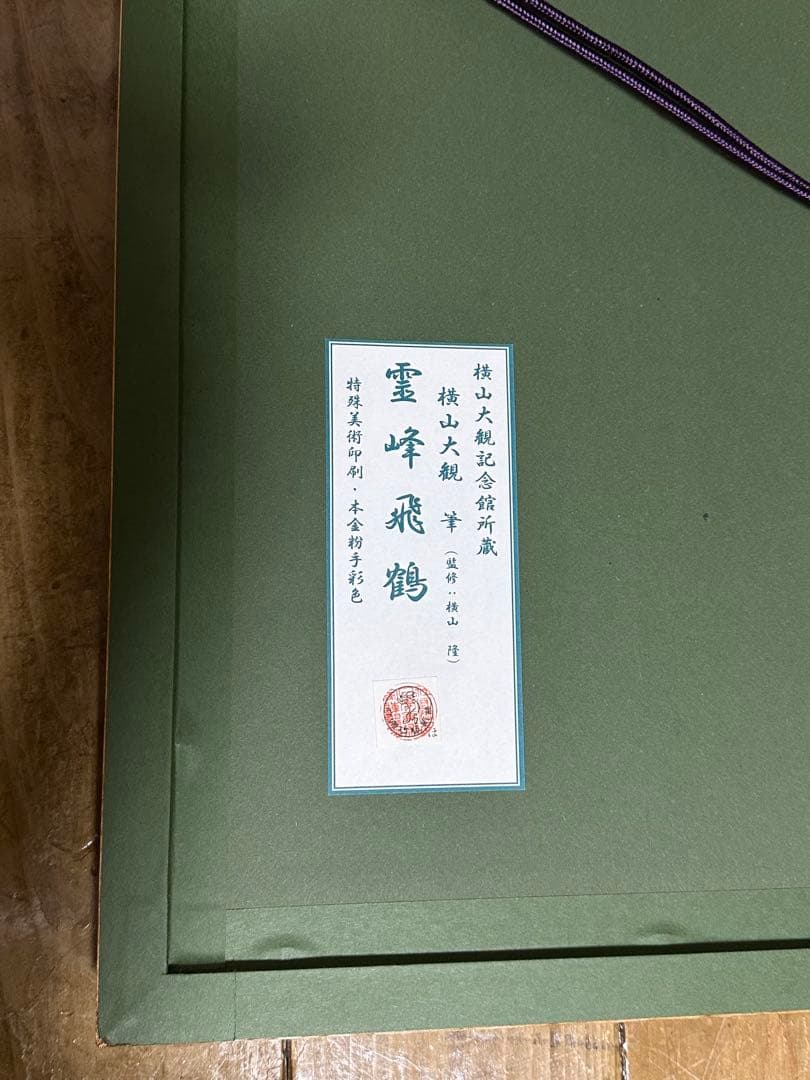 横山大観記念館所蔵
横山大観 筆（監修：横山 隆）
霊峰飛鶴
特殊美術印刷・本金粉手彩色
は